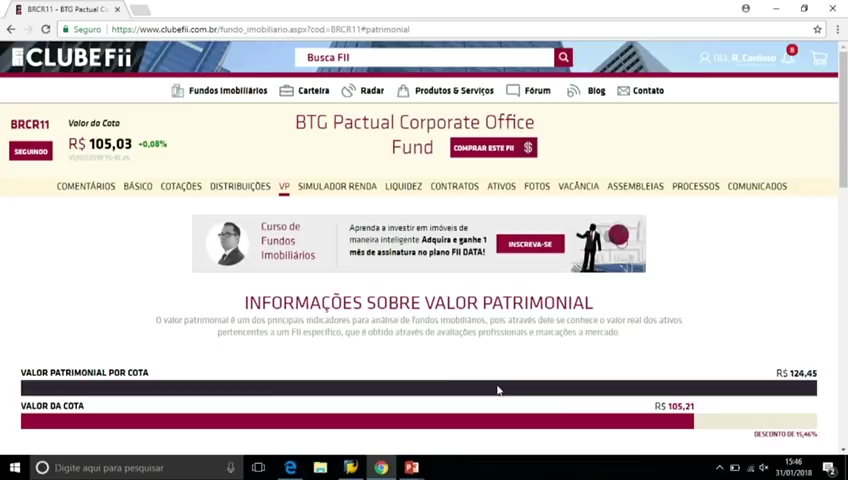 BRCR11 - BTG Pactual C
Seguro
https://www.clubefii.com.br/fundo_imobiliario.aspx?cod=BRCR11#patrimonial
CLUBEFii
Busca FII
Olá, R_Cardoso
8
Fundos Imobiliários
Carteira
Radar
Produtos & Serviços
Fórum
Blog
Contato
BRCR11
SEGUINDO
Valor da Cota
R$ 105,03 +0,08%
BTG Pactual Corporate Office
Fund
COMPRAR ESTE FII
COMENTÁRIOS BÁSICO COTAÇÕES DISTRIBUIÇÕES VP SIMULADOR RENDA LIQUIDEZ CONTRATOS ATIVOS FOTOS VACÂNCIA ASSEMBLEIAS PROCESSOS COMUNICADOS
Curso de
Fundos
Imobiliários
Aprenda a investir em imóveis de
maneira inteligente Adquira e ganhe 1
mês de assinatura no plano FII DATA!
INSCREVA-SE
INFORMAÇÕES SOBRE VALOR PATRIMONIAL
O valor patrimonial é um dos principais indicadores para análise de fundos imobiliários, pois através dele se conhece o valor real dos ativos
pertencentes a um FII específico, que é obtido através de avaliações profissionais e marcações a mercado.
VALOR PATRIMONIAL POR COTA R$ 124,45
VALOR DA COTA R$ 105,21
DESCONTO DE 15,46%
Digite aqui para pesquisar
15:46
31/01/2018
2